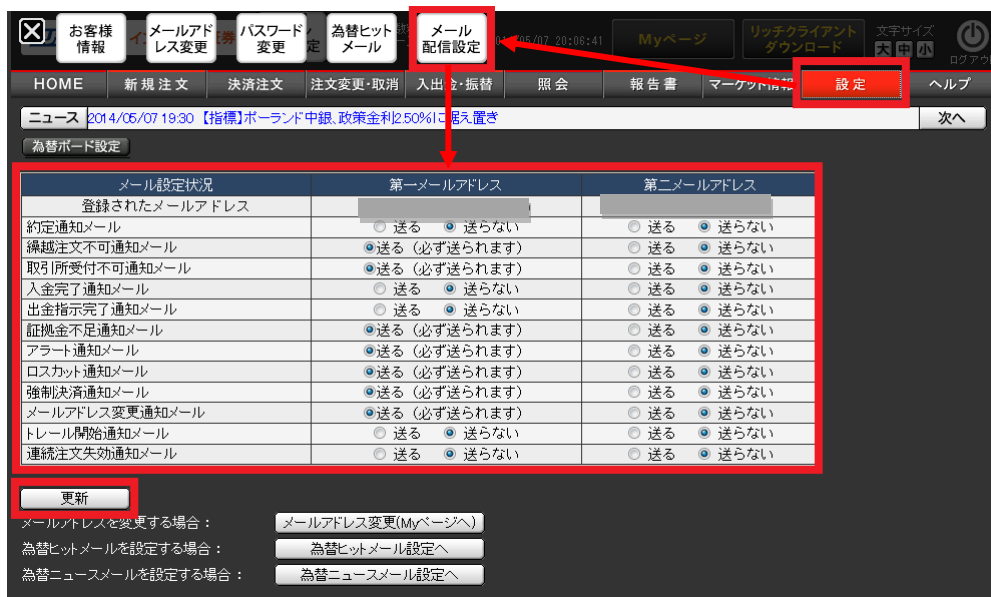 お客様
情報
メールアド
レス変更
パスワード
変更
為替ヒット
メール
メール
配信設定
05/07 20:06:41
Myページ
リッチクライアント
ダウンロード
文字サイズ
大 中 小
ログアウ
HOME 新規注文 決済注文 注文変更・取消 入出金・振替 照会 報告書 マーケット情報 設定 ヘルプ
ニュース 2014/05/07 19:30 【指標】ポーランド中銀、政策金利2.50%に据え置き 次へ
為替ボード設定
メール設定状況 第一メールアドレス 第二メールアドレス
登録されたメールアドレス
約定通知メール 送る 送らない 送る 送らない
繰越注文不可通知メール 送る (必ず送られます) 送る 送らない
取引所受付不可通知メール 送る (必ず送られます) 送る 送らない
入金完了通知メール 送る 送らない 送る 送らない
出金指示完了通知メール 送る 送らない 送る 送らない
証拠金不足通知メール 送る (必ず送られます) 送る 送らない
アラート通知メール 送る (必ず送られます) 送る 送らない
ロスカット通知メール 送る (必ず送られます) 送る 送らない
強制決済通知メール 送る (必ず送られます) 送る 送らない
メールアドレス変更通知メール 送る (必ず送られます) 送る 送らない
トレール開始通知メール 送る 送らない 送る 送らない
連続注文失効通知メール 送る 送らない 送る 送らない
更新
メールアドレスを変更する場合： メールアドレス変更(Myページへ)
為替ヒットメールを設定する場合： 為替ヒットメール設定へ
為替ニュースメールを設定する場合： 為替ニュースメール設定へ